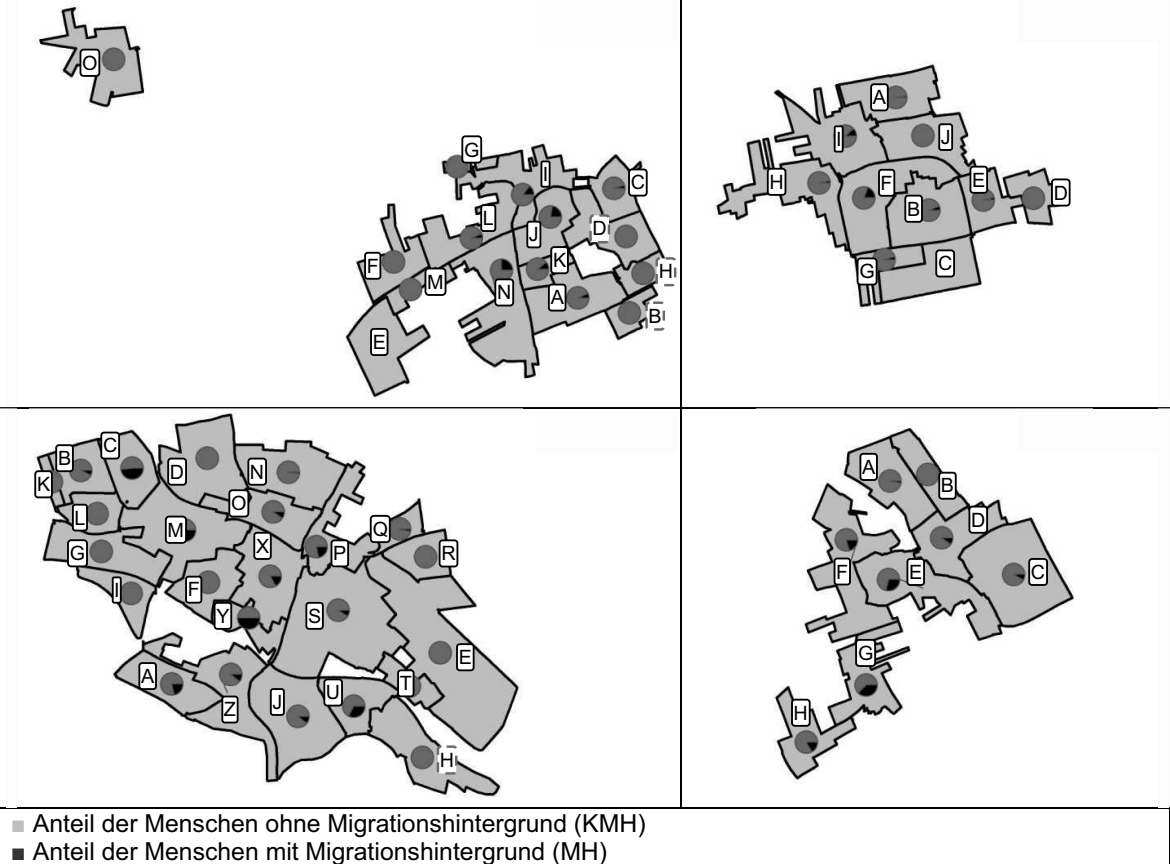 O
G
I
C
L
D
J
F
K
H
M
N
A
B
E
A
I
J
H
F
E
D
B
G
C
C
B
D
N
K
O
L
Q
M
X
P
G
R
F
I
Y
S
E
A
T
Z
J
U
H
A
B
D
F
E
C
G
H
Anteil der Menschen ohne Migrationshintergrund (KMH)
Anteil der Menschen mit Migrationshintergrund (MH)